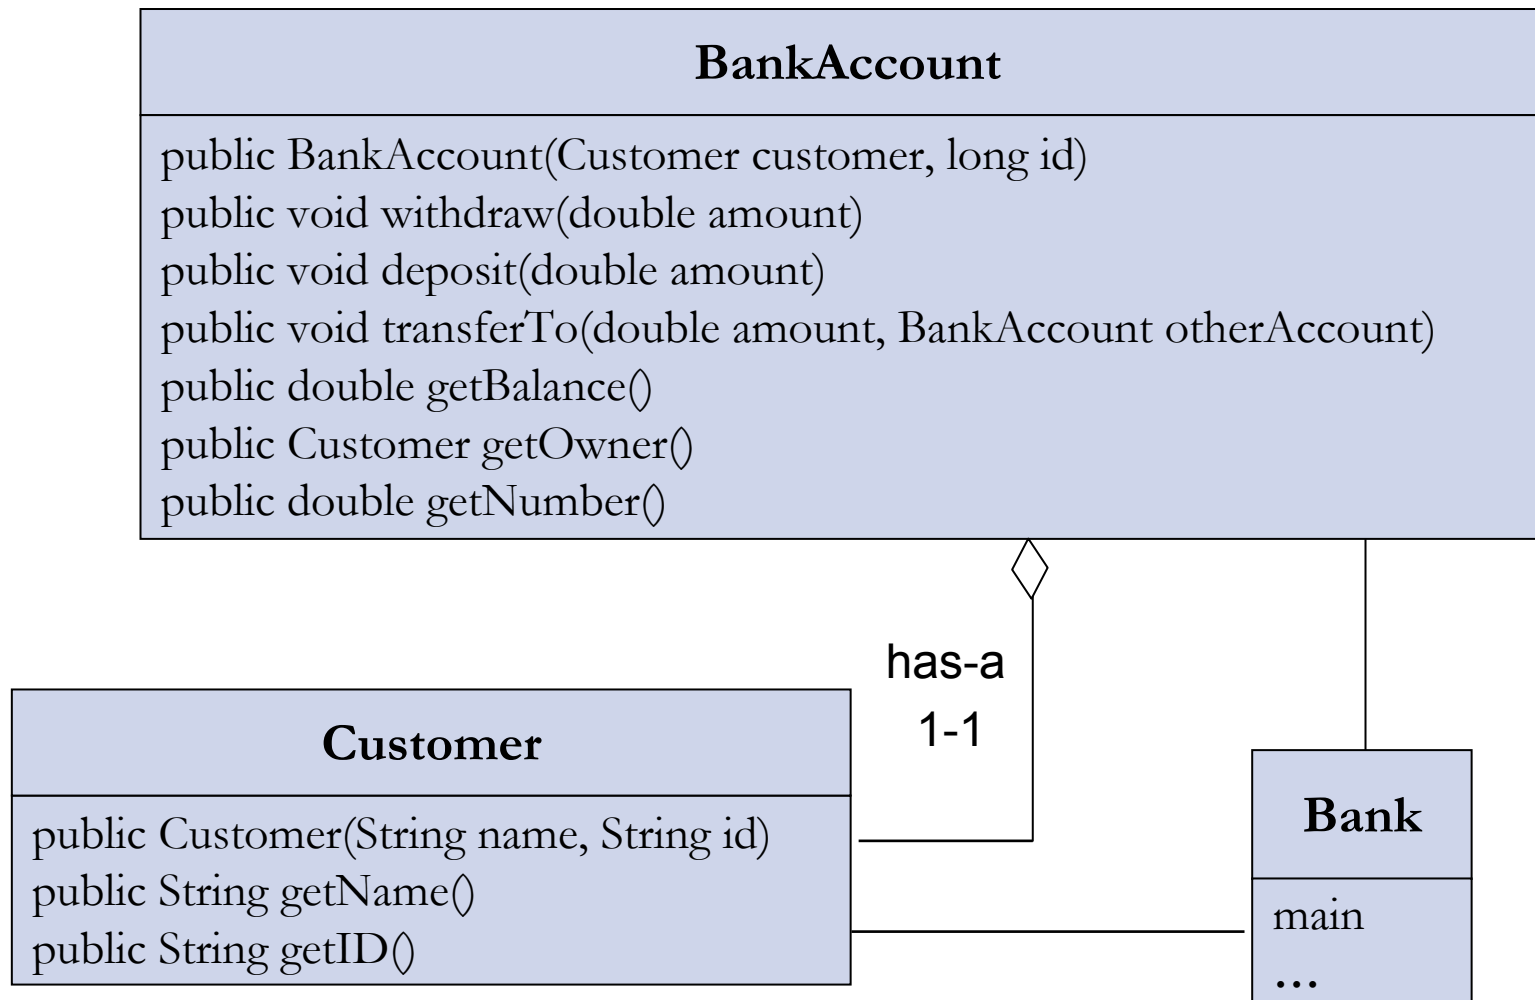 BankAccount
public BankAccount(Customer customer, long id)
public void withdraw(double amount)
public void deposit(double amount)
public void transferTo(double amount, BankAccount otherAccount)
public double getBalance()
public Customer getOwner()
public double getNumber()
has-a
1-1
Customer
public Customer(String name, String id)
public String getName()
public String getID()
Bank
main
...